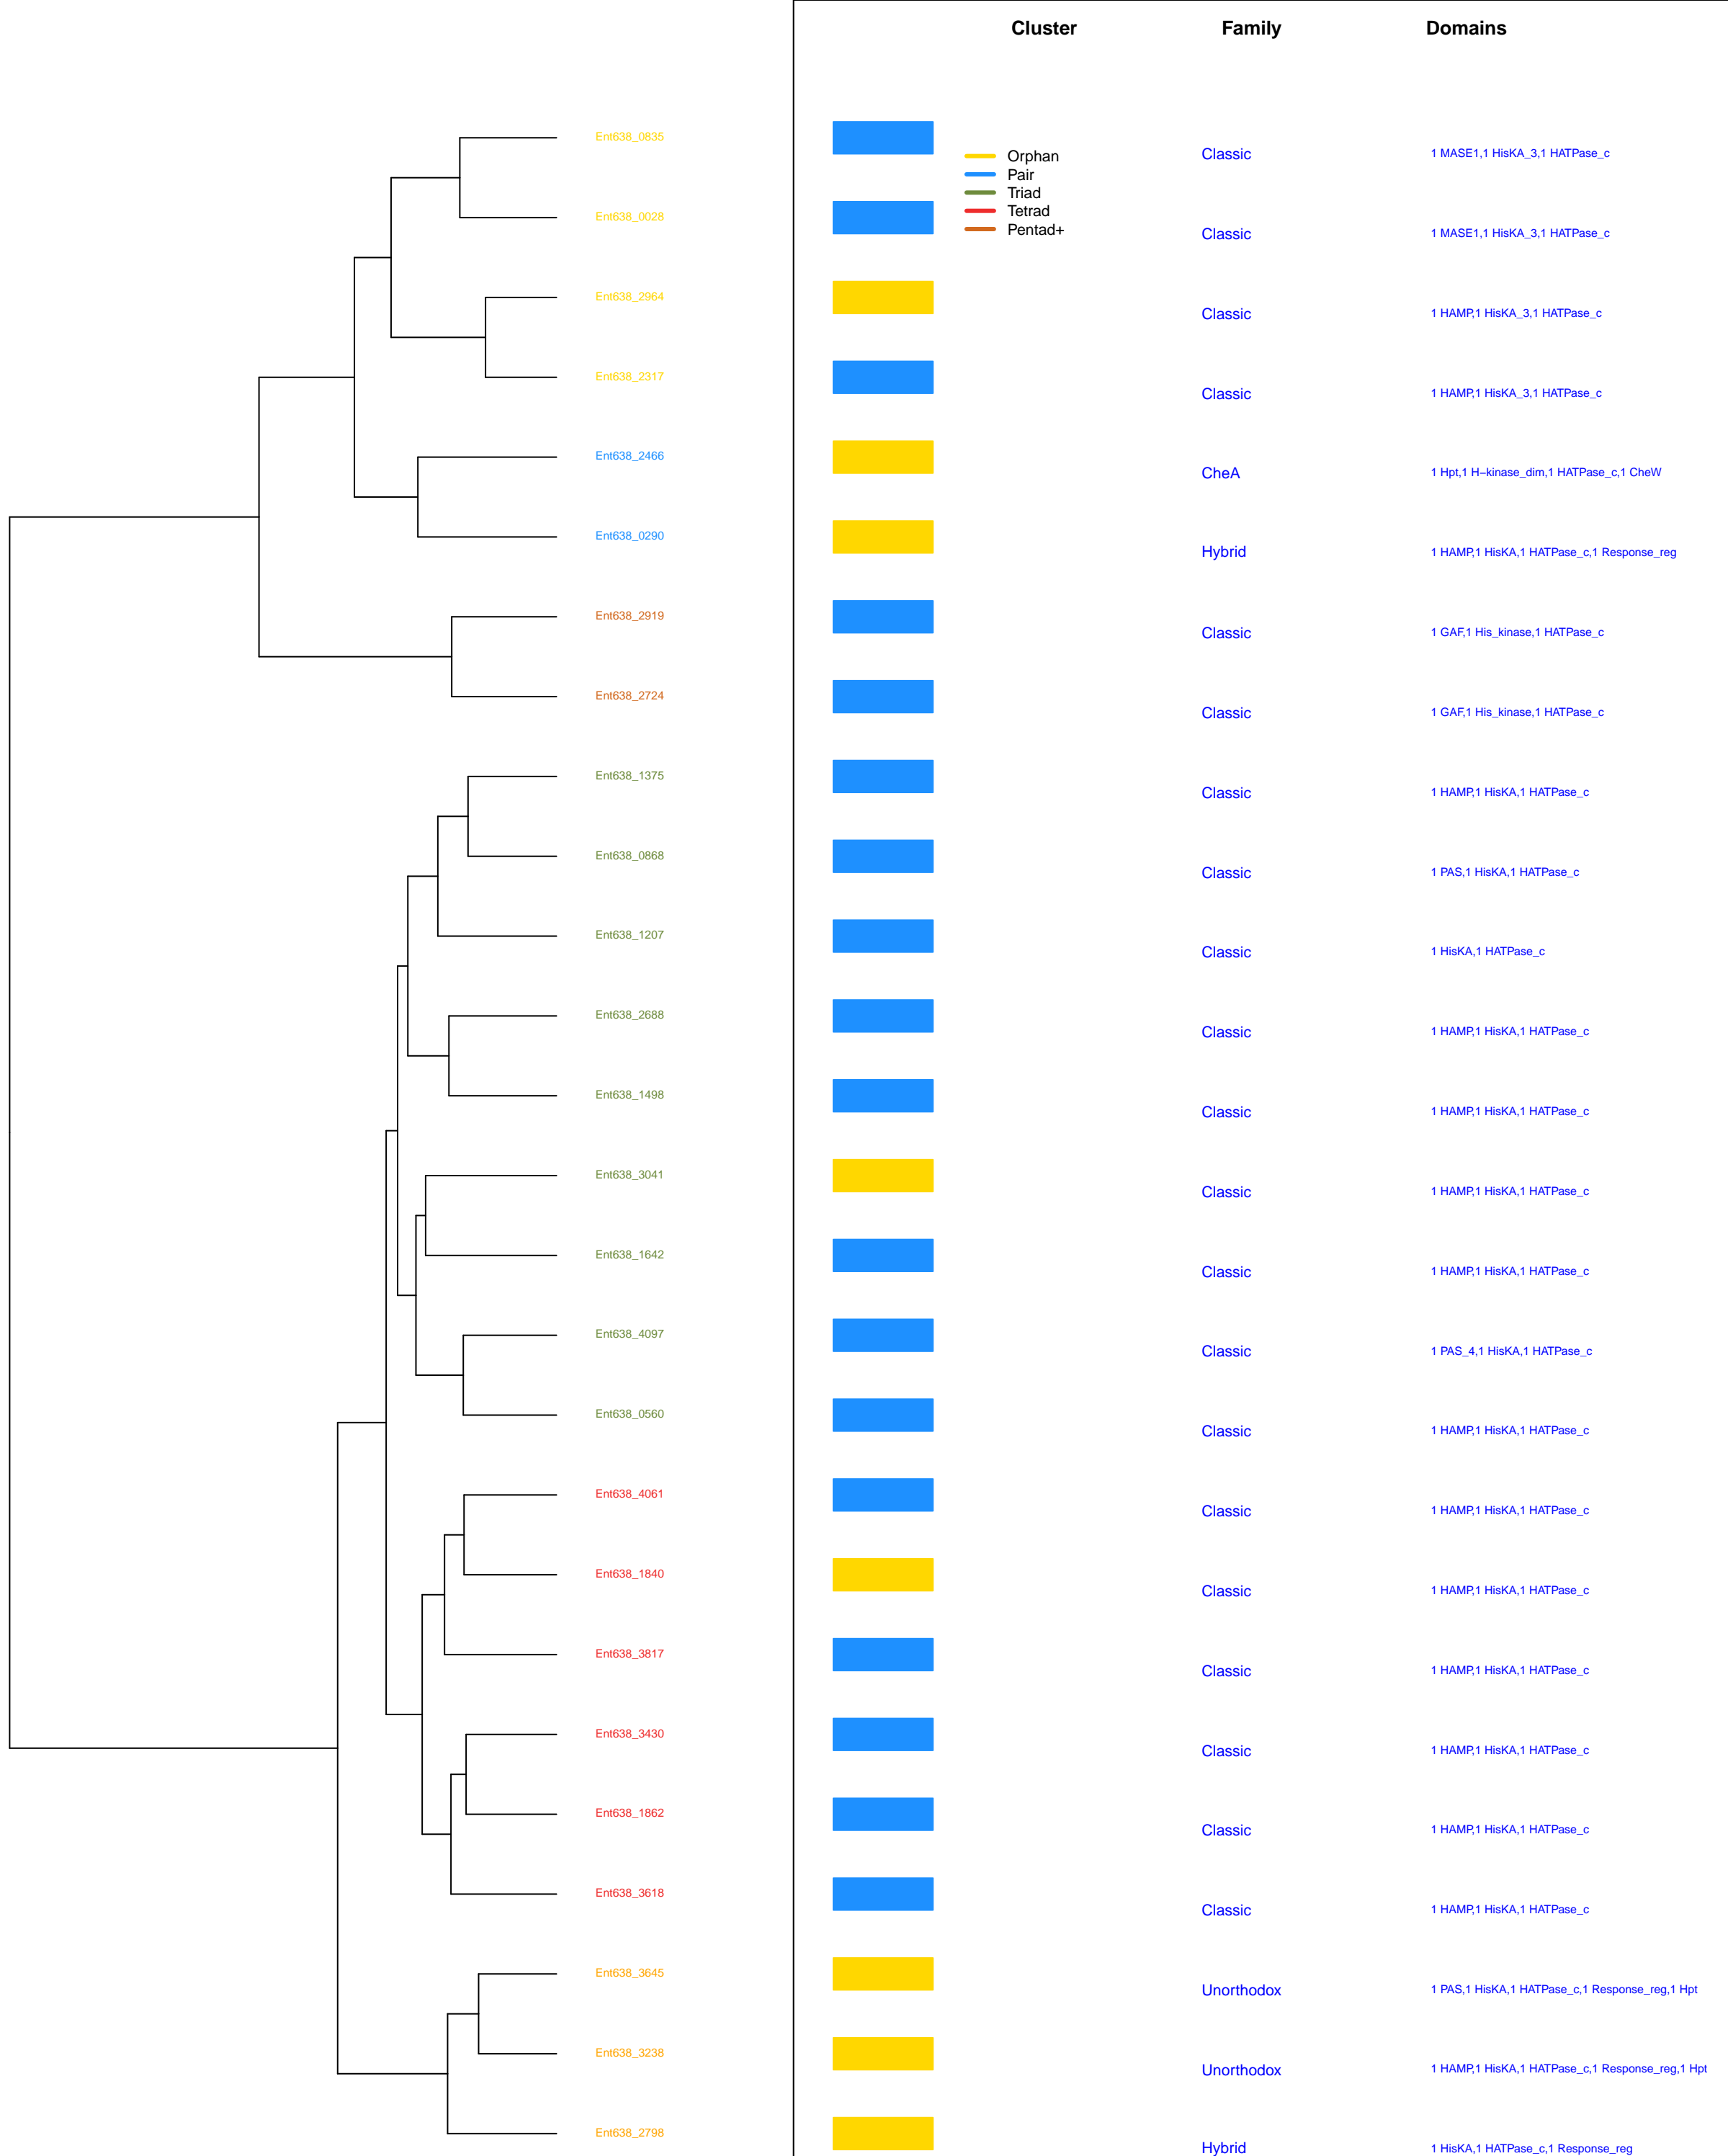 Cluster Family Domains
Ent638_0835
Orphan
Classic 1 MASE1,1 HisKA_3,1 HATPase_c
Pair
Triad
Ent638_0028 Tetrad
Pentad+
Classic 1 MASE1,1 HisKA_3,1 HATPase_c
Ent638_2964
Classic 1 HAMP,1 HisKA_3,1 HATPase_c
Ent638_2317
Classic 1 HAMP,1 HisKA_3,1 HATPase_c
Ent638_2466
CheA 1 Hpt,1 H−kinase_dim,1 HATPase_c,1 CheW
Ent638_0290
Hybrid 1 HAMP,1 HisKA,1 HATPase_c,1 Response_reg
Ent638_2919
Classic 1 GAF,1 His_kinase,1 HATPase_c
Ent638_2724
Classic 1 GAF,1 His_kinase,1 HATPase_c
Ent638_1375
Classic 1 HAMP,1 HisKA,1 HATPase_c
Ent638_0868
Classic 1 PAS,1 HisKA,1 HATPase_c
Ent638_1207
Classic 1 HisKA,1 HATPase_c
Ent638_2688
Classic 1 HAMP,1 HisKA,1 HATPase_c
Ent638_1498
Classic 1 HAMP,1 HisKA,1 HATPase_c
Ent638_3041
Classic 1 HAMP,1 HisKA,1 HATPase_c
Ent638_1642
Classic 1 HAMP,1 HisKA,1 HATPase_c
Ent638_4097
Classic 1 PAS_4,1 HisKA,1 HATPase_c
Ent638_0560
Classic 1 HAMP,1 HisKA,1 HATPase_c
Ent638_4061
Classic 1 HAMP,1 HisKA,1 HATPase_c
Ent638_1840
Classic 1 HAMP,1 HisKA,1 HATPase_c
Ent638_3817
Classic 1 HAMP,1 HisKA,1 HATPase_c
Ent638_3430
Classic 1 HAMP,1 HisKA,1 HATPase_c
Ent638_1862
Classic 1 HAMP,1 HisKA,1 HATPase_c
Ent638_3618
Classic 1 HAMP,1 HisKA,1 HATPase_c
Ent638_3645
Unorthodox 1 PAS,1 HisKA,1 HATPase_c,1 Response_reg,1 Hpt
Ent638_3238
Unorthodox 1 HAMP,1 HisKA,1 HATPase_c,1 Response_reg,1 Hpt
Ent638_2798
Hybrid 1 HisKA,1 HATPase_c,1 Response_reg